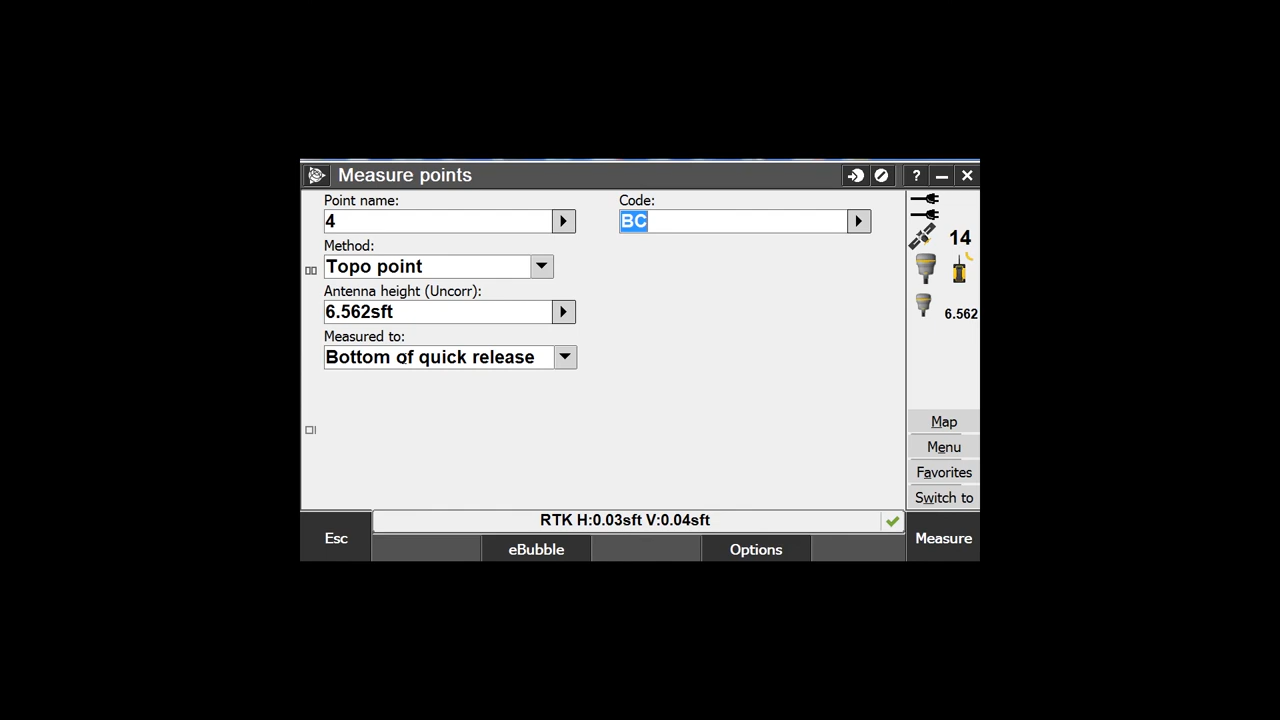 Measure points
?
Point name:
4
Code:
BC
Method:
Topo point
Antenna height (Uncorr):
6.562sft
Measured to:
Bottom of quick release
14
6.562
Map
Menu
Favorites
Switch to
RTK H:0.03sft V:0.04sft
Esc
eBubble
Options
Measure